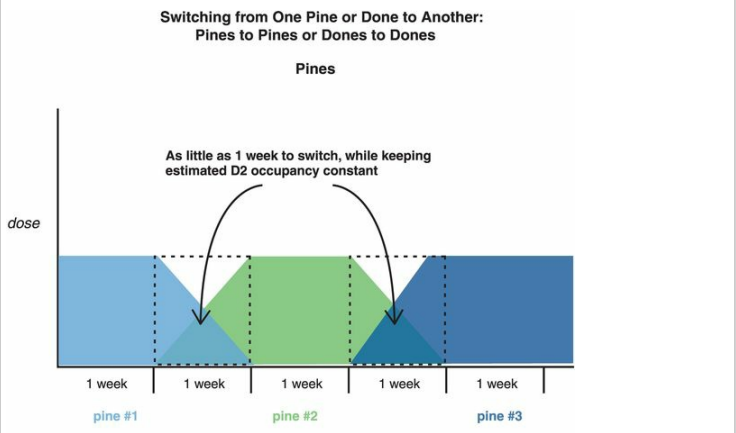 Switching from One Pine or Done to Another:
Pines to Pines or Dones to Dones
Pines
As little as 1 week to switch, while keeping
estimated D2 occupancy constant
dose
1 week 1 week 1 week 1 week 1 week
pine #1 pine #2 pine #3